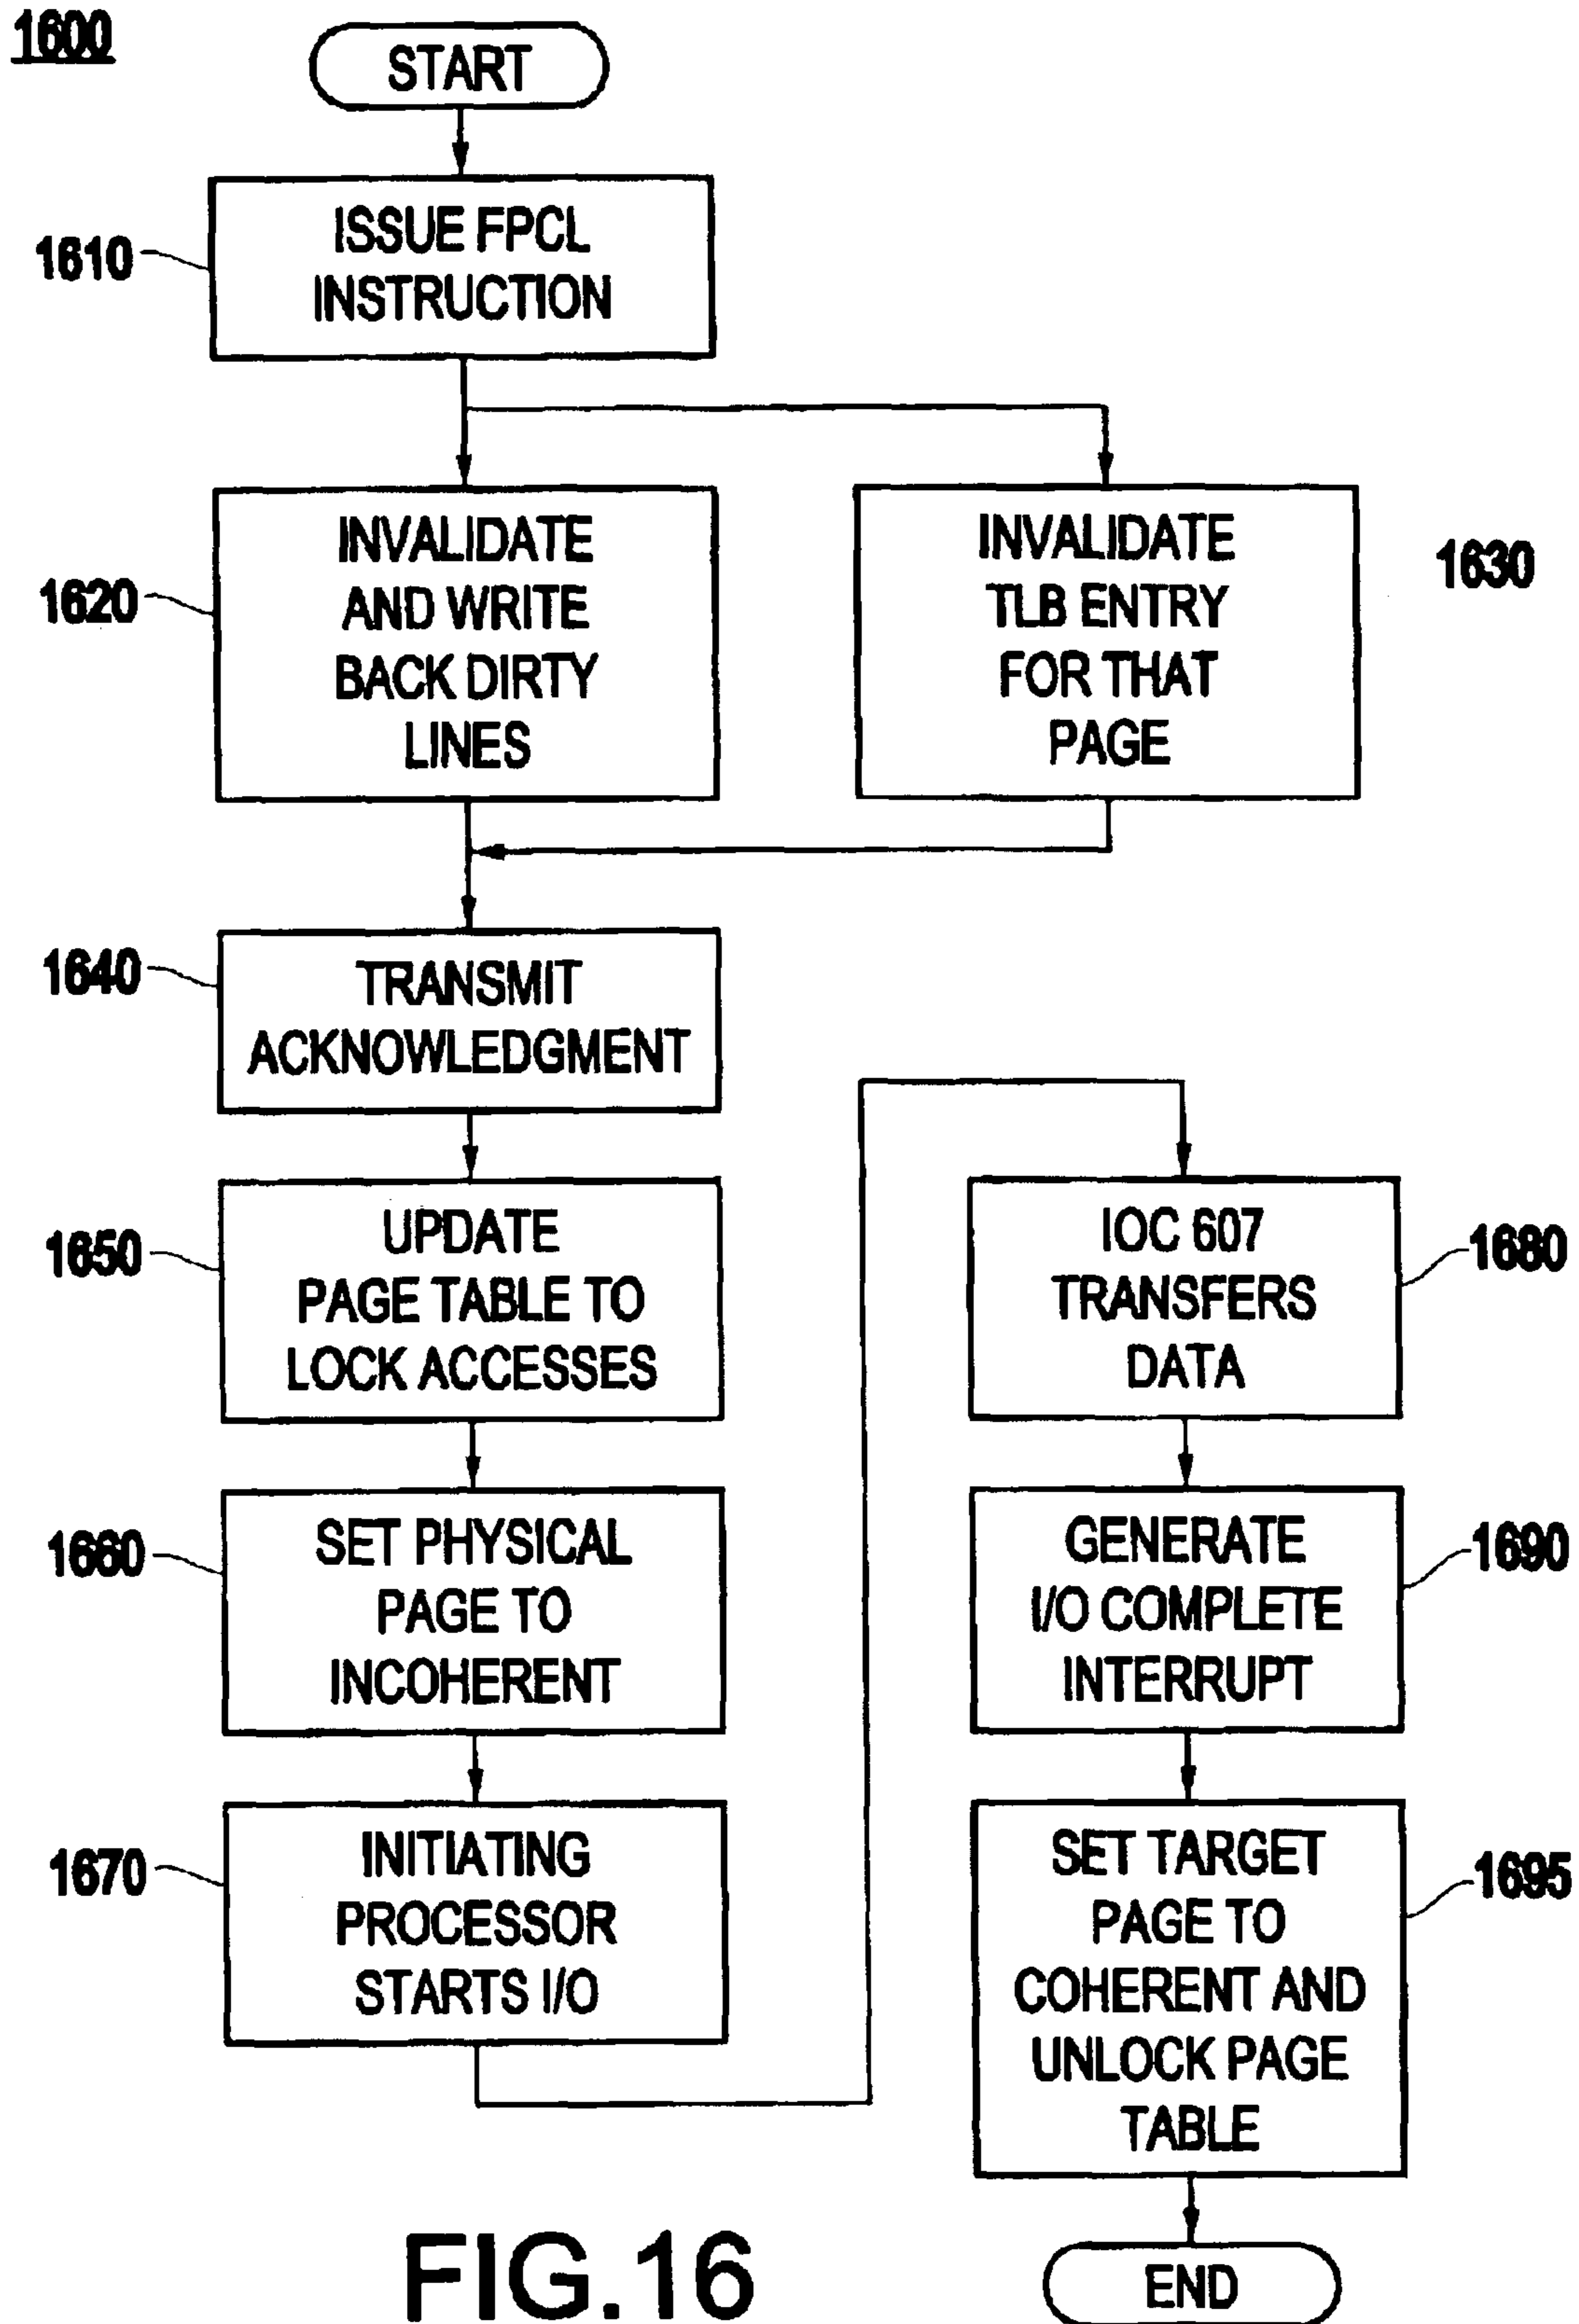 1600
START
1610
ISSUE FPCL
INSTRUCTION
1620
INVALIDATE
AND WRITE
BACK DIRTY
LINES
INVALIDATE
TLB ENTRY
FOR THAT
PAGE
1630
1640
TRANSMIT
ACKNOWLEDGMENT
1650
UPDATE
PAGE TABLE TO
LOCK ACCESSES
1660
SET PHYSICAL
PAGE TO
INCOHERENT
1670
INITIATING
PROCESSOR
STARTS I/O
IOC 607
TRANSFERS
DATA
1680
GENERATE
I/O COMPLETE
INTERRUPT
1690
SET TARGET
PAGE TO
COHERENT AND
UNLOCK PAGE
TABLE
1695
END
FIG.16